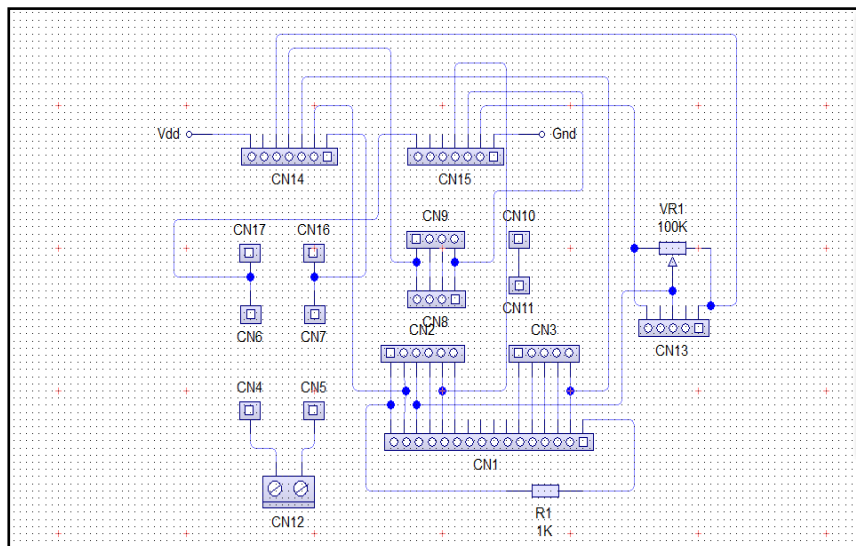 Vdd
Gnd
CN14
CN15
CN17
CN16
CN9
CN10
VR1
100K
CN8
CN11
CN6
CN7
CN2
CN3
CN13
CN4
CN5
CN1
CN12
R1
1K